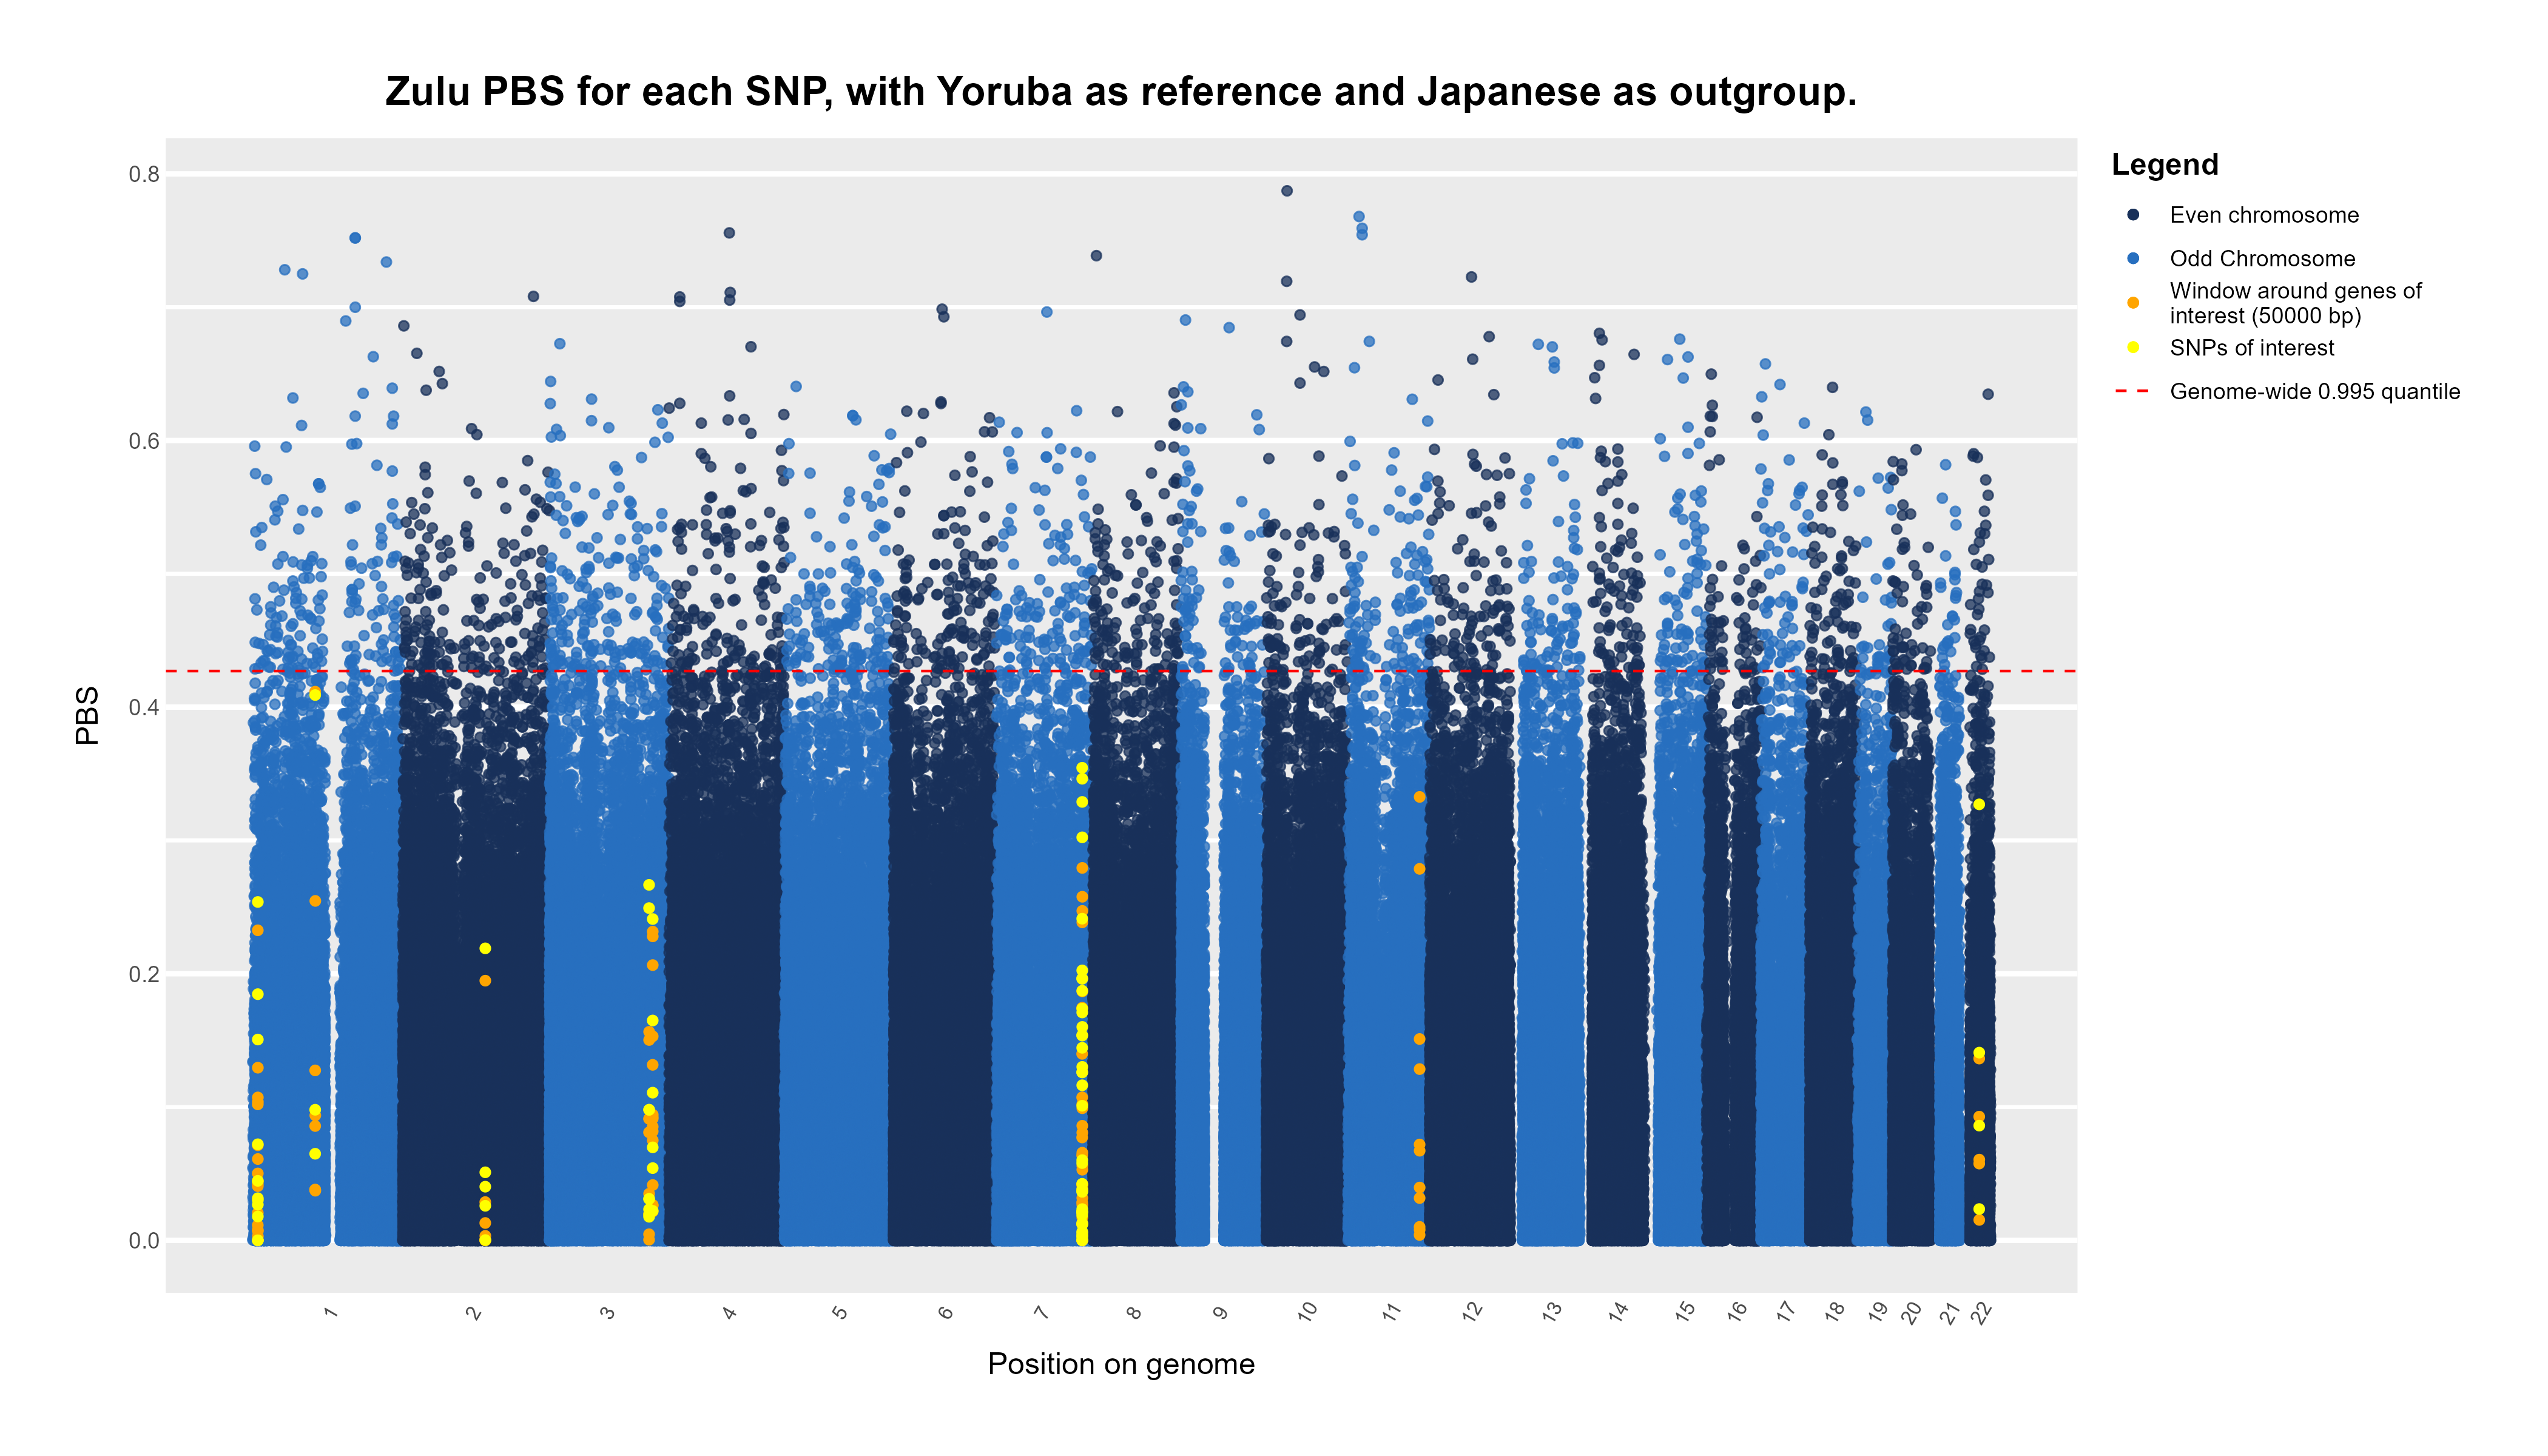 Zulu PBS for each SNP, with Yoruba as reference and Japanese as outgroup.
Legend
Even chromosome
Odd Chromosome
Window around genes of
interest (50000 bp)
SNPs of interest
Genome-wide 0.995 quantile
PBS
0.8
0.6
0.4
0.2
0.0
1 2 3 4 5 6 7 8 9 10 11 12 13 14 15 16 17 18 19 20 21 22
Position on genome